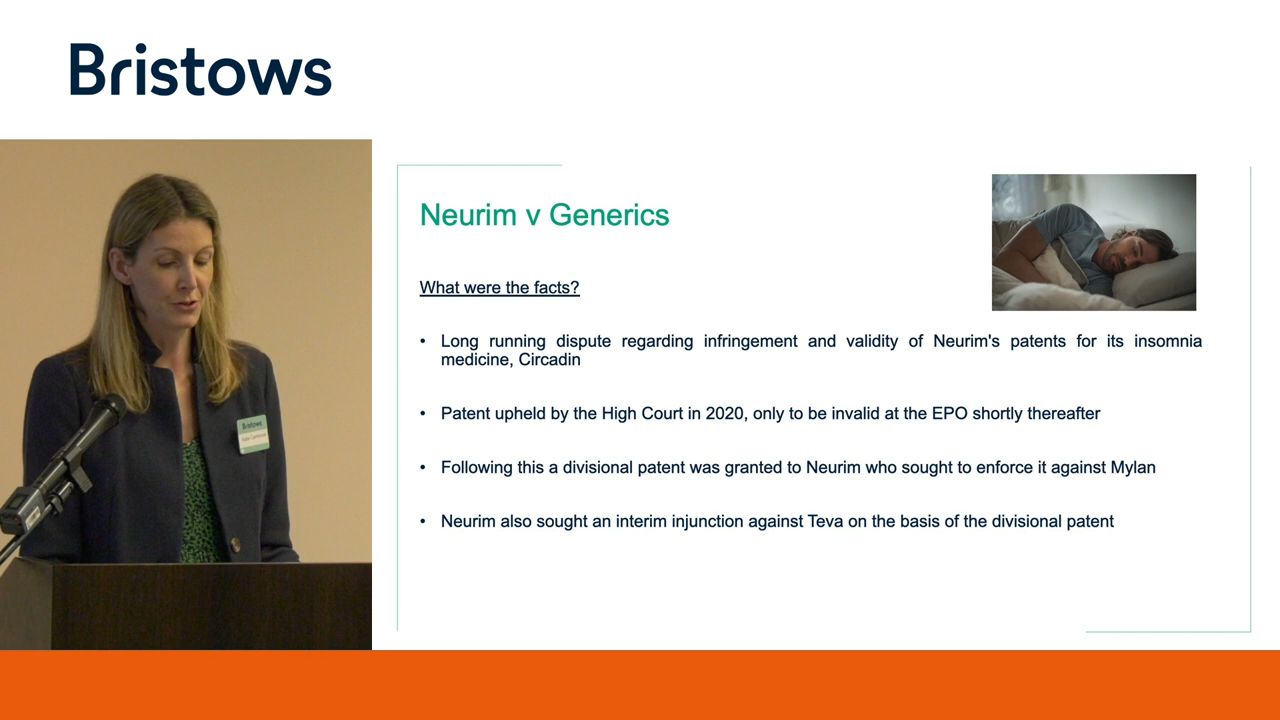 Bristows
Neurim v Generics
What were the facts?
• Long running dispute regarding infringement and validity of Neurim's patents for its insomnia
medicine, Circadin
• Patent upheld by the High Court in 2020, only to be invalid at the EPO shortly thereafter
• Following this a divisional patent was granted to Neurim who sought to enforce it against Mylan
• Neurim also sought an interim injunction against Teva on the basis of the divisional patent
Bristows